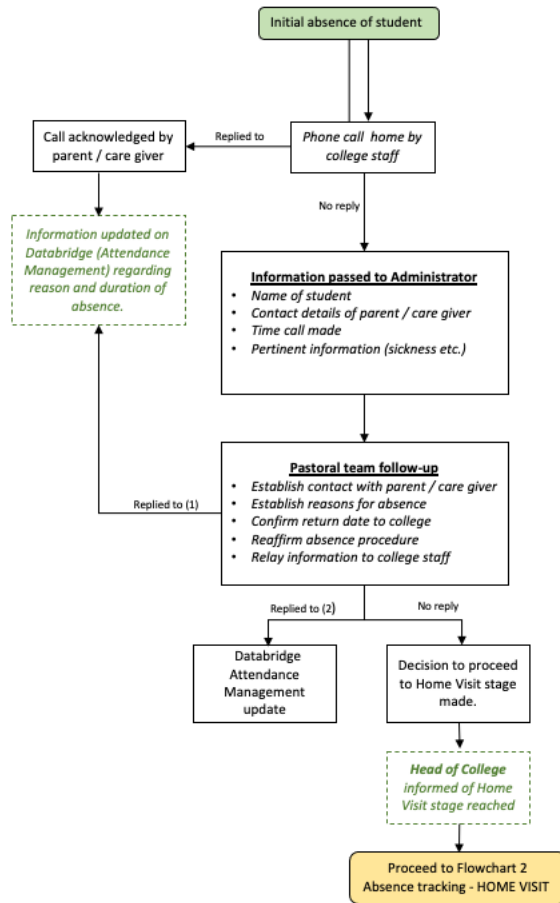 Initial absence of student
Call acknowledged by
parent / care giver
Replied to
Phone call  home by
college staff
No reply
Information updated on
Databridge (Attendance
Management) regarding
reason and duration of
absence.
Information passed to Administrator
• Name of student
• Contact details of parent / care giver
• Time call made
• Pertinent information (sickness etc.)
Pastoral team follow-up
• Establish contact with parent / care giver
• Establish reasons for absence
• Confirm return date to college
• Reaffirm absence procedure
• Relay information to college staff
Replied to (1)
Replied to (2)
No reply
Databridge
Attendance
Management
update
Decision to proceed
to Home Visit stage
made.
Head of College
informed of Home
Visit stage reached
Proceed to Flowchart 2
Absence tracking - HOME VISIT